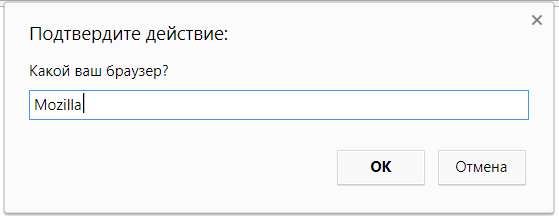 Подтвердите действие:
Какой ваш браузер?
Mozilla
OK
Отмена